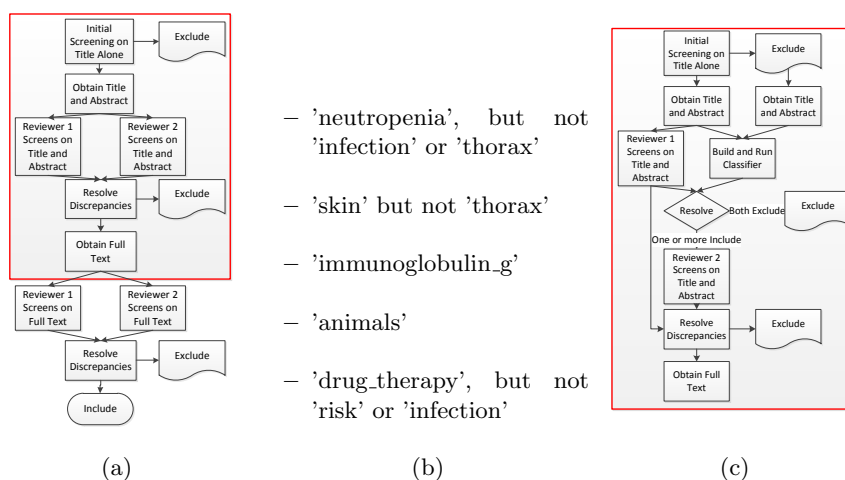 Initial
Screening on
Title Alone
Exclude
Obtain Title
and Abstract
Reviewer 1
Screens on
Title and
Abstract
Reviewer 2
Screens on
Title and
Abstract
Resolve
Discrepancies
Exclude
Obtain Full
Text
Reviewer 1
Screens on
Full Text
Reviewer 2
Screens on
Full Text
Resolve
Discrepancies
Exclude
Include
(a)
– 'neutropenia', but not
'infection' or 'thorax'
– 'skin' but not 'thorax'
– 'immunoglobulin_g'
– 'animals'
– 'drug_therapy', but not
'risk' or 'infection'
(b)
Initial
Screening on
Title Alone
Exclude
Obtain Title
and Abstract
Obtain Title
and Abstract
Reviewer 1
Screens on
Title and
Abstract
Build and Run
Classifier
Resolve
Both Exclude
Exclude
One or more Include
Reviewer 2
Screens on
Title and
Abstract
Resolve
Discrepancies
Exclude
Obtain Full
Text
(c)